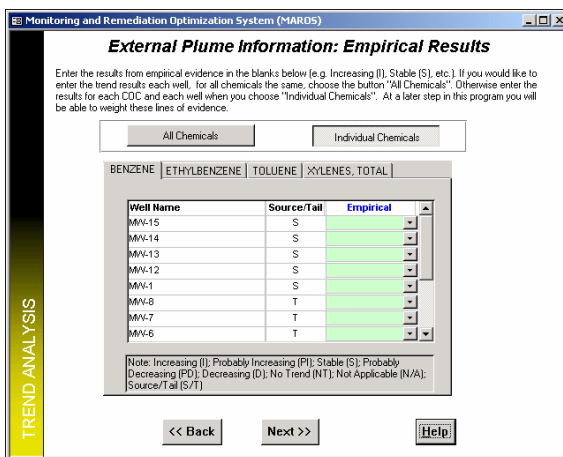 Monitoring and Remediation Optimization System (MAROS)
External Plume Information: Empirical Results
Enter the results from empirical evidence in the blanks below (e.g. Increasing (I), Stable (S), etc.). If you would like to
enter the trend results each well, for all chemicals the same, choose the button "All Chemicals". Otherwise enter the
results for each COC and each well when you choose "Individual Chemicals". At a later step in this program you will
be able to weight these lines of evidence.
All Chemicals Individual Chemicals
BENZENE ETHYLBENZENE TOLUENE XYLENES, TOTAL
Well Name Source/Tail Empirical
MW-15 S
MW-14 S
MW-13 S
MW-12 S
MW-1 S
MW-8 T
MW-7 T
MW-6 T
Note: Increasing (I); Probably Increasing (PI); Stable (S); Probably
Decreasing (PD); Decreasing (D); No Trend (NT); Not Applicable (N/A);
Source/Tail (S/T)
TREND ANALYSIS
<< Back Next >> Help